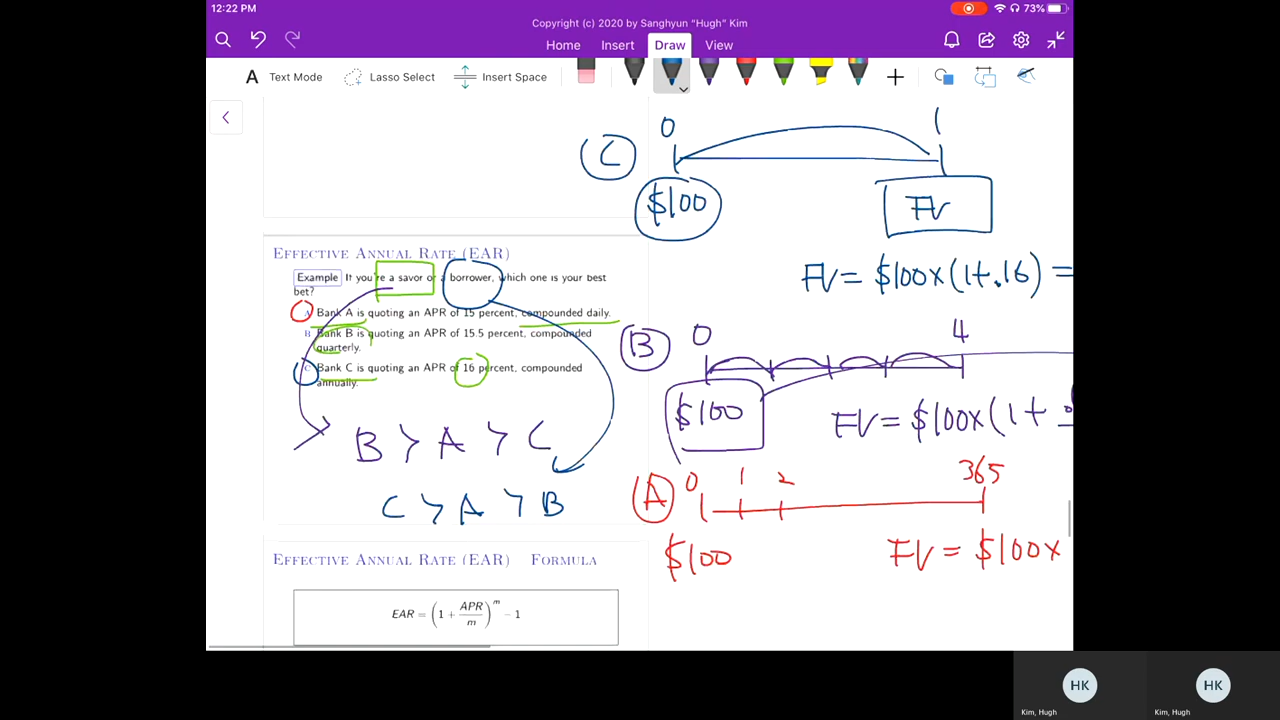 12:22 PM
73%
Copyright (c) 2020 by Sanghyun "Hugh" Kim
Home Insert Draw View
A Text Mode Lasso Select Insert Space
0 1
C
$100 FV
FV = $100x(1+.16) =
EFFECTIVE ANNUAL RATE (EAR)
Example If you're a savor or a borrower, which one is your best
bet?
A Bank A is quoting an APR of 15 percent, compounded daily.
B Bank B is quoting an APR of 15.5 percent, compounded
quarterly.
C Bank C is quoting an APR of 16 percent, compounded
annually.
B > A > C
C > A > B
B 0 4
$100
FV = $100x(1+
A 0 1 2 365
$100 FV = $100x
EFFECTIVE ANNUAL RATE (EAR) FORMULA
EAR = (1 + APR/m)^m - 1
HK HK
Kim, Hugh Kim, Hugh